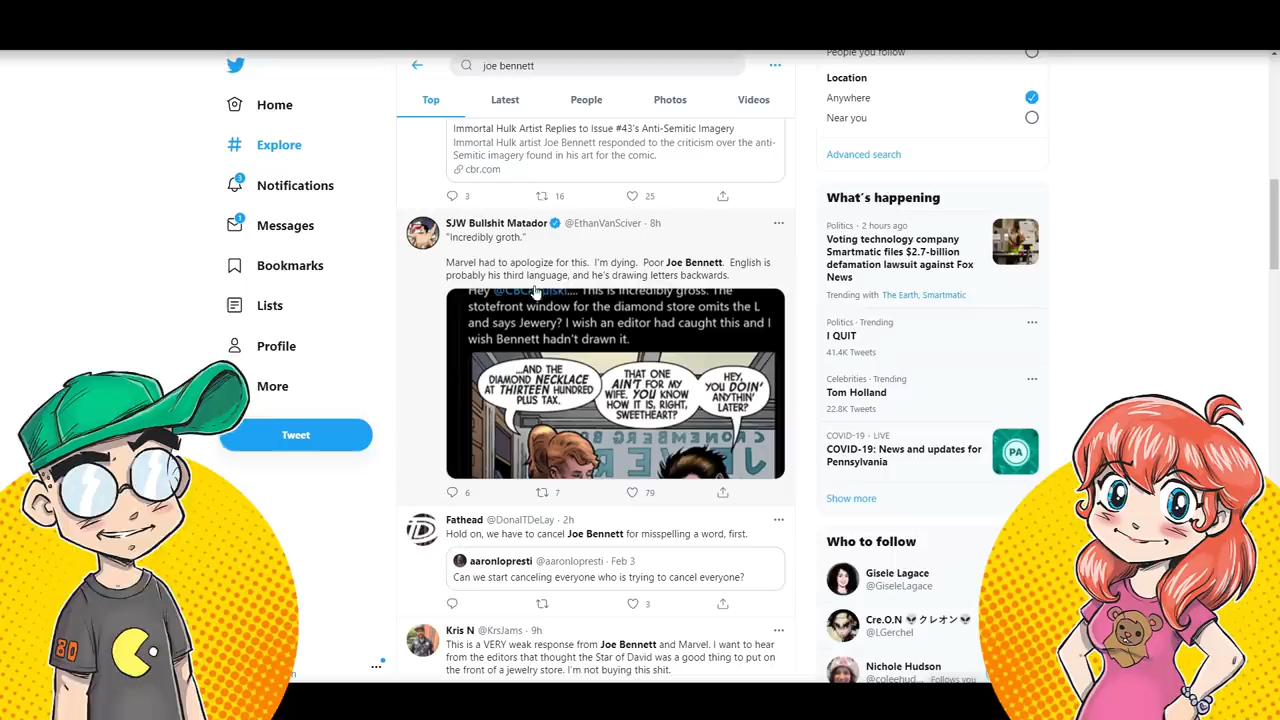 Home
Explore
3
Notifications
1
Messages
Bookmarks
Lists
Profile
More
Tweet
joe bennett
Top
Latest
People
Photos
Videos
Immortal Hulk Artist Replies to Issue #43's Anti-Semitic Imagery
Immortal Hulk artist Joe Bennett responded to the criticism over the anti-
Semitic imagery found in his art for the comic.
cbr.com
3
16
25
SJW Bullshit Matador @EthanVanSciver · 8h
"Incredibly groth."
Marvel had to apologize for this. I'm dying. Poor Joe Bennett. English is
probably his third language, and he's drawing letters backwards.
This is incredibly gross. The
stotefront window for the diamond store omits the L
and says Jewery? I wish an editor had caught this and I
wish Bennett hadn't drawn it.
...AND THE
DIAMOND NECKLACE
AT THIRTEEN HUNDRED
PLUS TAX.
THAT ONE
AIN'T FOR MY
WIFE. YOU KNOW
HOW IT IS, RIGHT,
SWEETHEART?
HEY,
YOU DOIN'
ANYTHIN'
LATER?
6
7
79
Fathead @DonalTDeLay · 2h
Hold on, we have to cancel Joe Bennett for misspelling a word, first.
aaronlopresti @aaronlopresti · Feb 3
Can we start canceling everyone who is trying to cancel everyone?
3
Kris N @KrsJams · 9h
This is a VERY weak response from Joe Bennett and Marvel. I want to hear
from the editors that thought the Star of David was a good thing to put on
the front of a jewelry store. I'm not buying this shit.
People you follow
Location
Anywhere
Near you
Advanced search
What's happening
Politics · 2 hours ago
Voting technology company
Smartmatic files $2.7-billion
defamation lawsuit against Fox
News
Trending with The Earth, Smartmatic
Politics · Trending
I QUIT
41.4K Tweets
Celebrities · Trending
Tom Holland
22.8K Tweets
COVID-19 · LIVE
COVID-19: News and updates for
Pennsylvania
PA
Show more
Who to follow
Gisele Lagace
@GiseleLagace
Cre.O.N 👽クレオン👽
@LGerchel
Nichole Hudson
@coleehud... Follows you
80